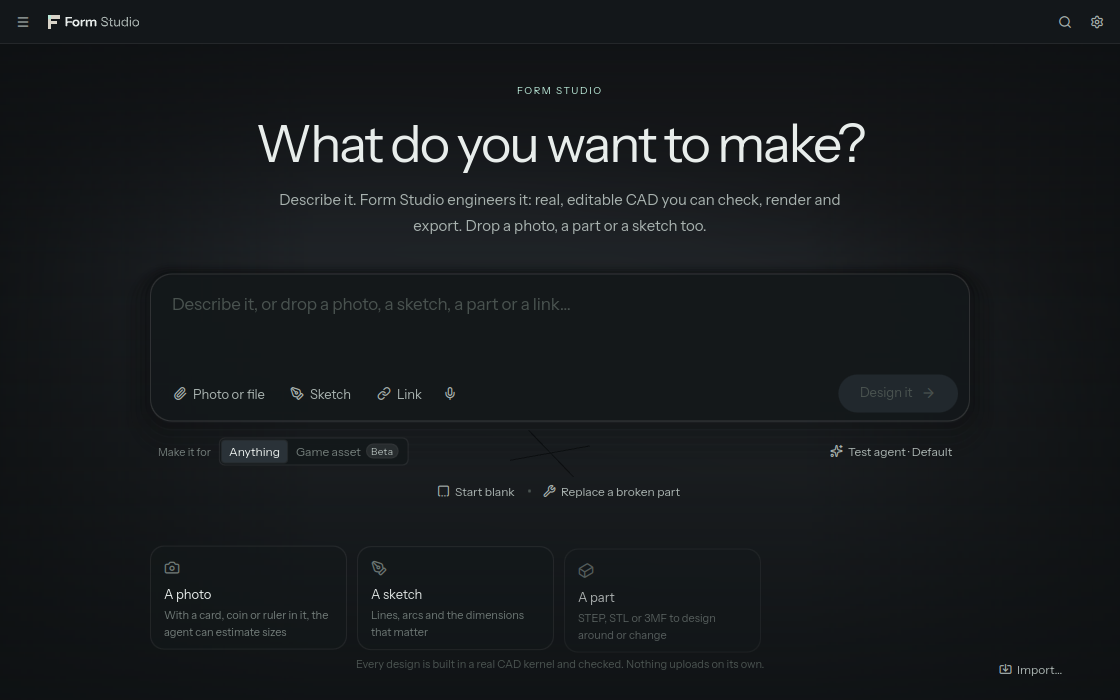 Form Studio
FORM STUDIO
What do you want to make?
Describe it. Form Studio engineers it: real, editable CAD you can check, render and
export. Drop a photo, a part or a sketch too.
Describe it, or drop a photo, a sketch, a part or a link...
Photo or file Sketch Link Design it
Make it for Anything Game asset Beta Test agent · Default
Start blank • Replace a broken part
A photo
With a card, coin or ruler in it, the
agent can estimate sizes
A sketch
Lines, arcs and the dimensions
that matter
A part
STEP, STL or 3MF to design
around or change
Every design is built in a real CAD kernel and checked. Nothing uploads on its own.
Import...